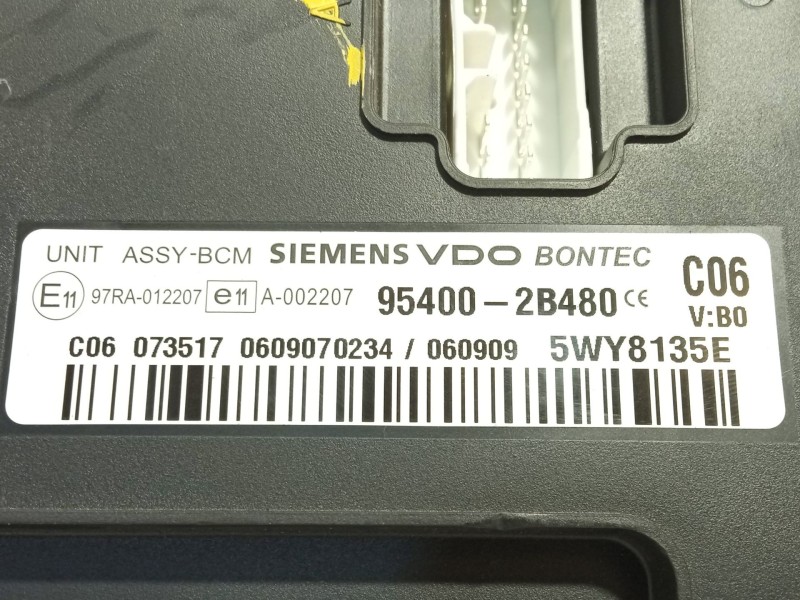 UNIT ASSY-BCM SIEMENS VDO BONTEC
E11 97RA-012207 e11 A-002207 95400-2B480 CE C06
V:B0
C06 073517 0609070234 / 060909 5WY8135E